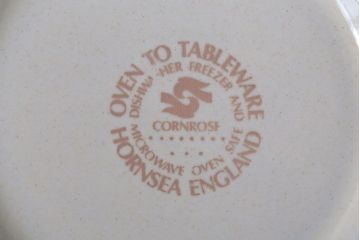 OVEN TO TABLEWARE
DISHWASHER FREEZER AND
MICROWAVE OVEN SAFE
CORNROSE
HORNSEA ENGLAND